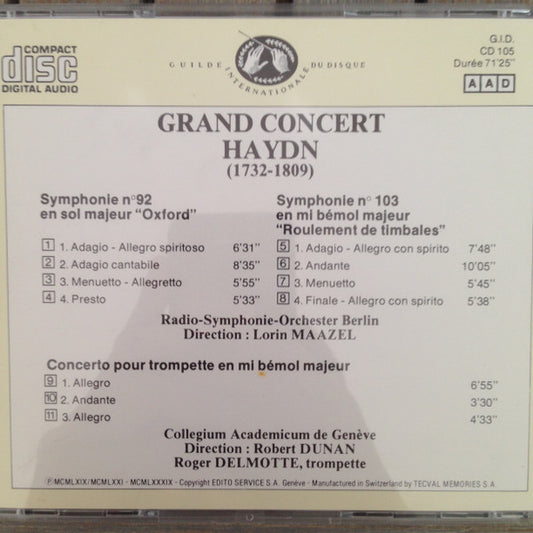 COMPACT
disc
DIGITAL AUDIO
GUILDE INTERNATIONALE DU DISQUE
G.I.D.
CD 105
Durée 71'25"
A A D
GRAND CONCERT
HAYDN
(1732-1809)
Symphonie n°92
en sol majeur "Oxford"
1 1. Adagio - Allegro spiritoso 6'31"
2 2. Adagio cantabile 8'35"
3 3. Menuetto - Allegretto 5'55"
4 4. Presto 5'33"
Symphonie n° 103
en mi bémol majeur
"Roulement de timbales"
5 1. Adagio - Allegro con spirito 7'48"
6 2. Andante 10'05"
7 3. Menuetto 5'45"
8 4. Finale - Allegro con spirito 5'38"
Radio-Symphonie-Orchester Berlin
Direction : Lorin MAAZEL
Concerto pour trompette en mi bémol majeur
9 1. Allegro 6'55"
10 2. Andante 3'30"
11 3. Allegro 4'33"
Collegium Academicum de Genève
Direction : Robert DUNAN
Roger DELMOTTE, trompette
Ⓟ MCMLXIX/MCMLXXI - MCMLXXXIX - Copyright EDITO SERVICE S.A. Genève - Manufactured in Switzerland by TECVAL MEMORIES S.A.